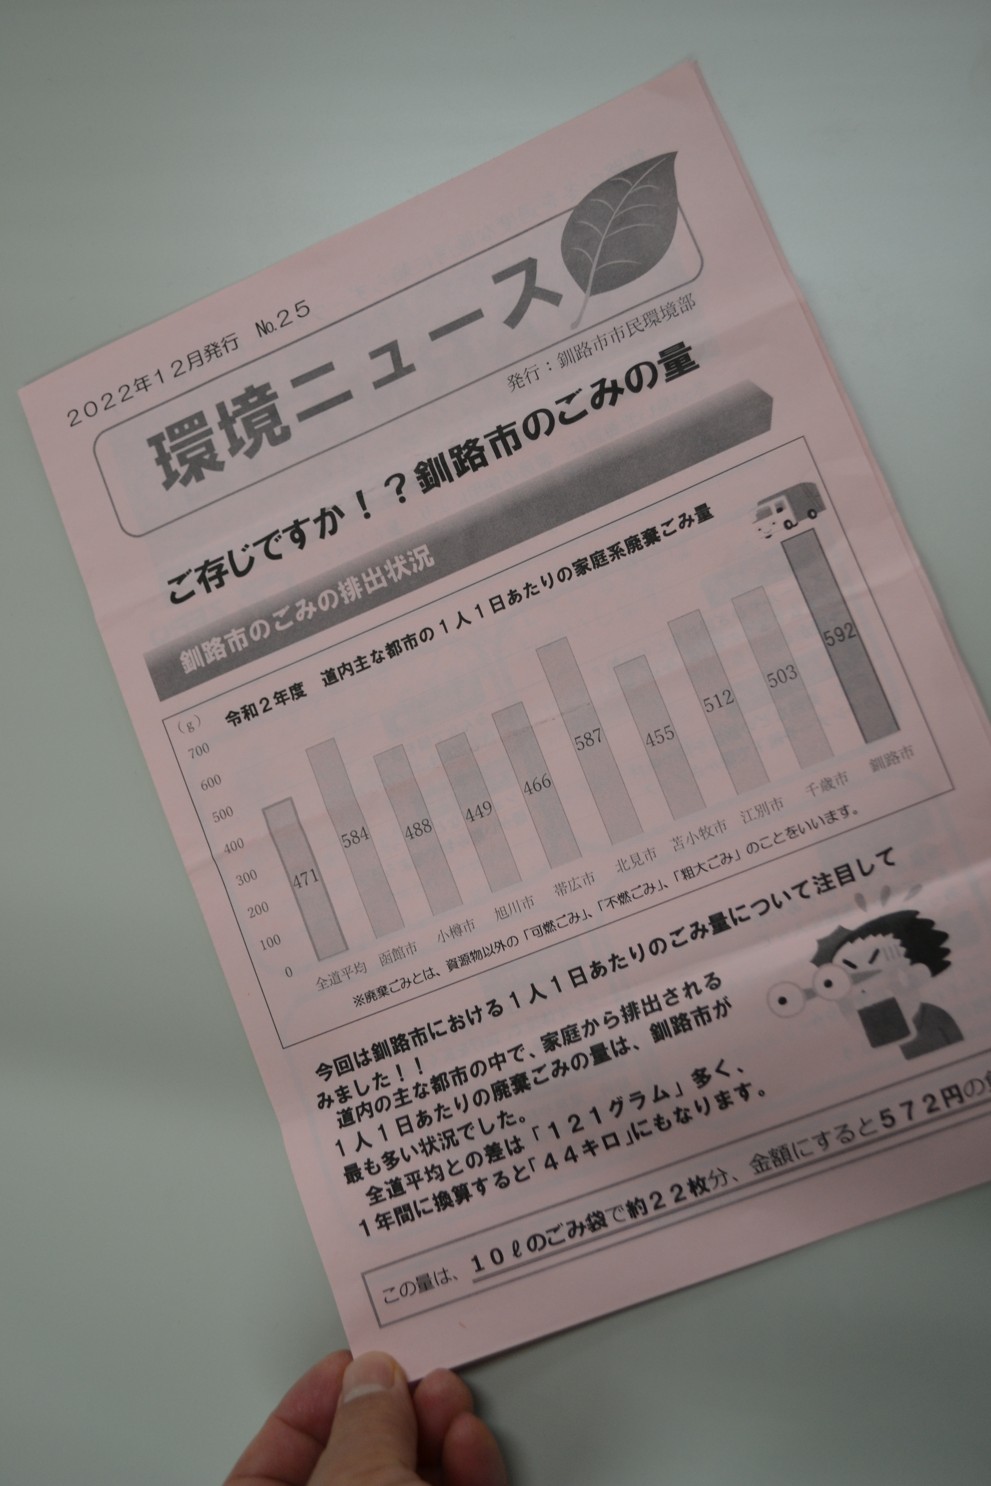 2022年12月発行　№25
環境ニュース
発行：釧路市市民環境部
ご存じですか！？釧路市のごみの量
釧路市のごみの排出状況
令和2年度　道内主な都市の1人1日あたりの家庭系廃棄ごみ量
（g）
700
600
500
400
300
200
100
0
471 584 488 449 466 587 455 512 503 592
全道平均 函館市 小樽市 旭川市 帯広市 北見市 苫小牧市 江別市 千歳市 釧路市
※廃棄ごみとは、資源物以外の「可燃ごみ」、「不燃ごみ」、「粗大ごみ」のことをいいます。
今回は釧路市における1人1日あたりのごみ量について注目して
みました！！
道内の主な都市の中で、家庭から排出される
1人1日あたりの廃棄ごみの量は、釧路市が
最も多い状況でした。
全道平均との差は「121グラム」多く、
1年間に換算すると「44キロ」にもなります。
この量は、10ℓのごみ袋で約22枚分、金額にすると572円の